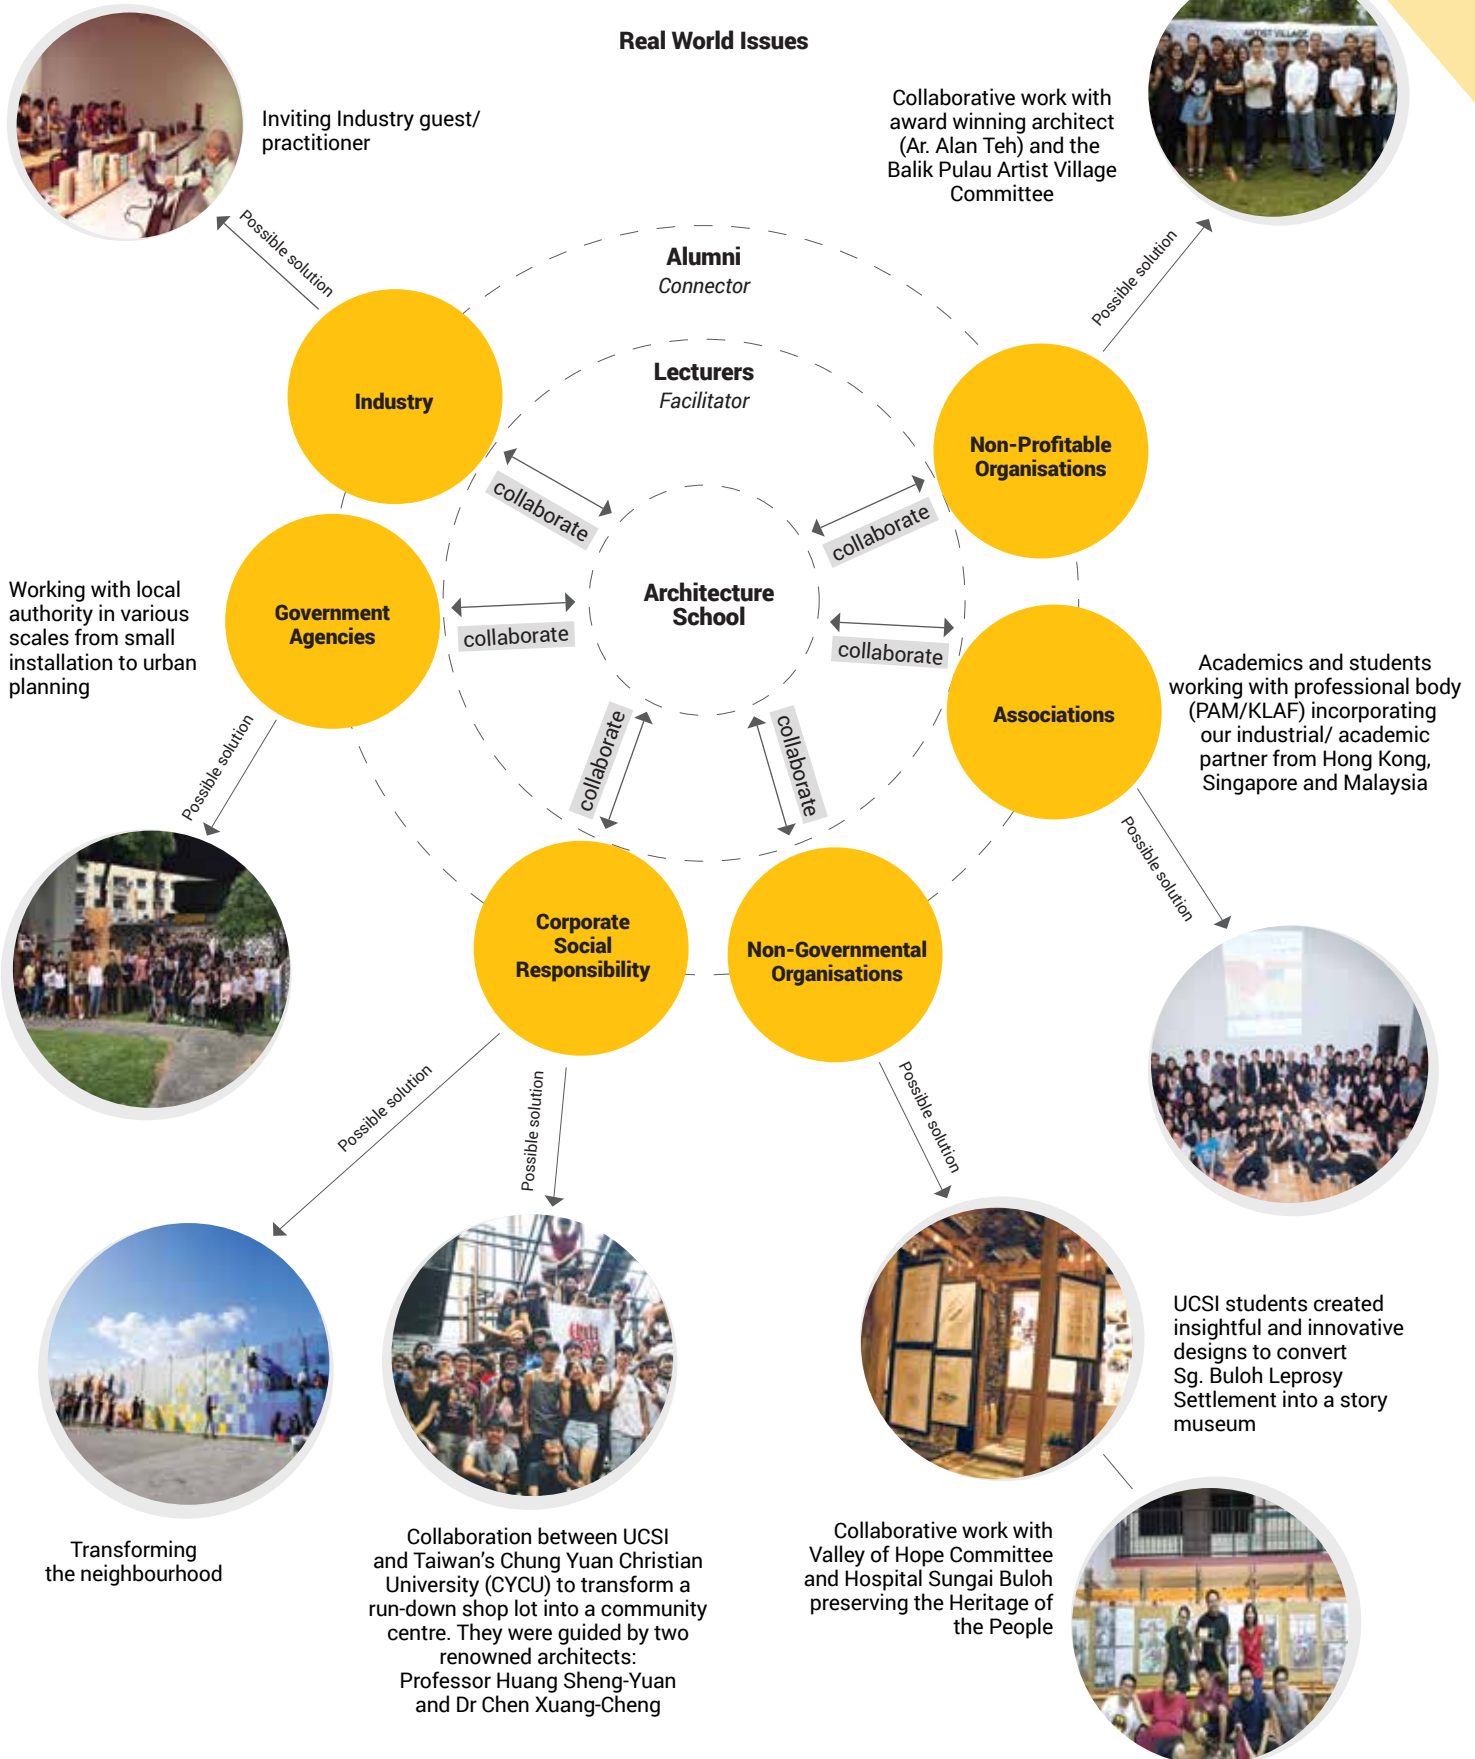 Real World Issues
ARTIST VILLAGE
Inviting Industry guest/
practitioner
Collaborative work with
award winning architect
(Ar. Alan Teh) and the
Balik Pulau Artist Village
Committee
Possible solution
Possible solution
Alumni
Connector
Lecturers
Facilitator
Industry
Non-Profitable
Organisations
collaborate
collaborate
Architecture
School
Working with local
authority in various
scales from small
installation to urban
planning
Government
Agencies
collaborate
collaborate
Associations
Academics and students
working with professional body
(PAM/KLAF) incorporating
our industrial/ academic
partner from Hong Kong,
Singapore and Malaysia
collaborate
collaborate
Possible solution
Possible solution
Corporate
Social
Responsibility
Non-Governmental
Organisations
Possible solution
Possible solution
Possible solution
UCSI students created
insightful and innovative
designs to convert
Sg. Buloh Leprosy
Settlement into a story
museum
Transforming
the neighbourhood
Collaboration between UCSI
and Taiwan's Chung Yuan Christian
University (CYCU) to transform a
run-down shop lot into a community
centre. They were guided by two
renowned architects:
Professor Huang Sheng-Yuan
and Dr Chen Xuang-Cheng
Collaborative work with
Valley of Hope Committee
and Hospital Sungai Buloh
preserving the Heritage of
the People